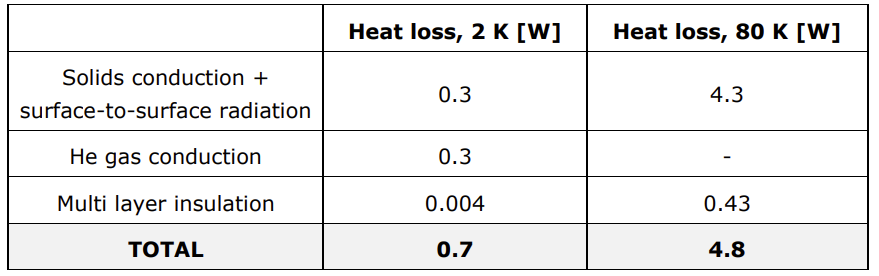 Heat loss, 2 K [W] Heat loss, 80 K [W]
Solids conduction +
surface-to-surface radiation 0.3 4.3
He gas conduction 0.3 -
Multi layer insulation 0.004 0.43
TOTAL 0.7 4.8